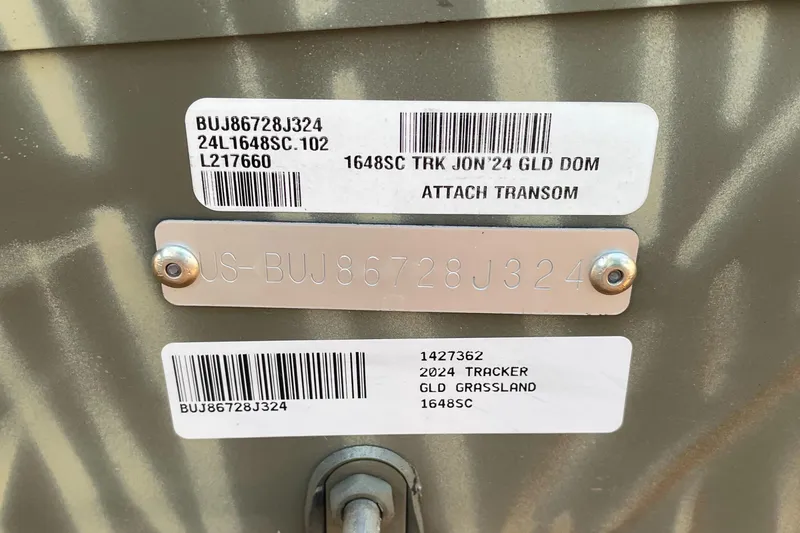 BUJ86728J324
24L1648SC.102
L217660
1648SC TRK JON'24 GLD DOM
ATTACH TRANSOM
US-BUJ86728J324
BUJ86728J324
1427362
2024 TRACKER
GLD GRASSLAND
1648SC